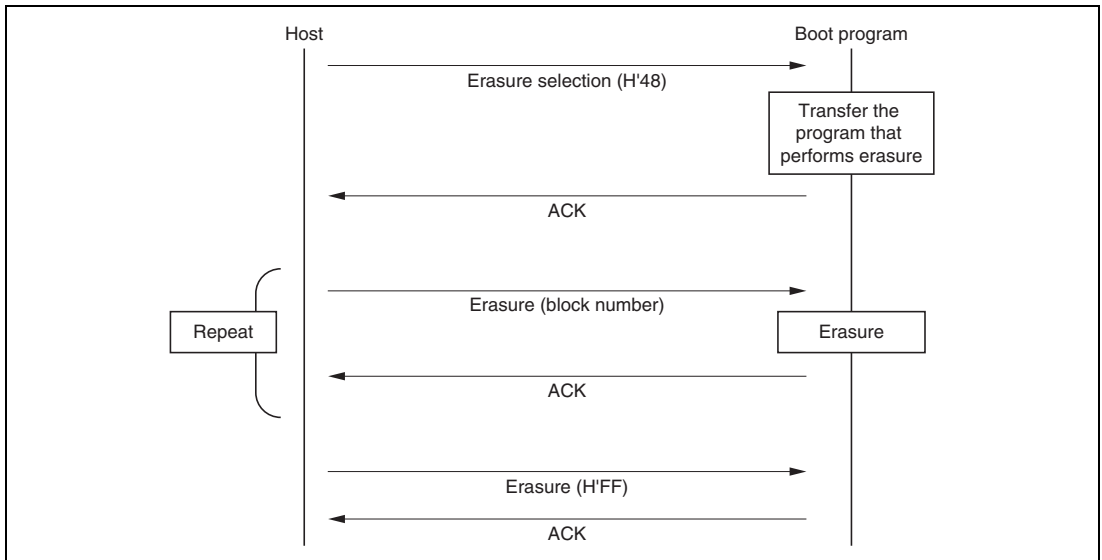 Host
Boot program
Erasure selection (H'48)
Transfer the
program that
performs erasure
ACK
Erasure (block number)
Repeat
Erasure
ACK
Erasure (H'FF)
ACK